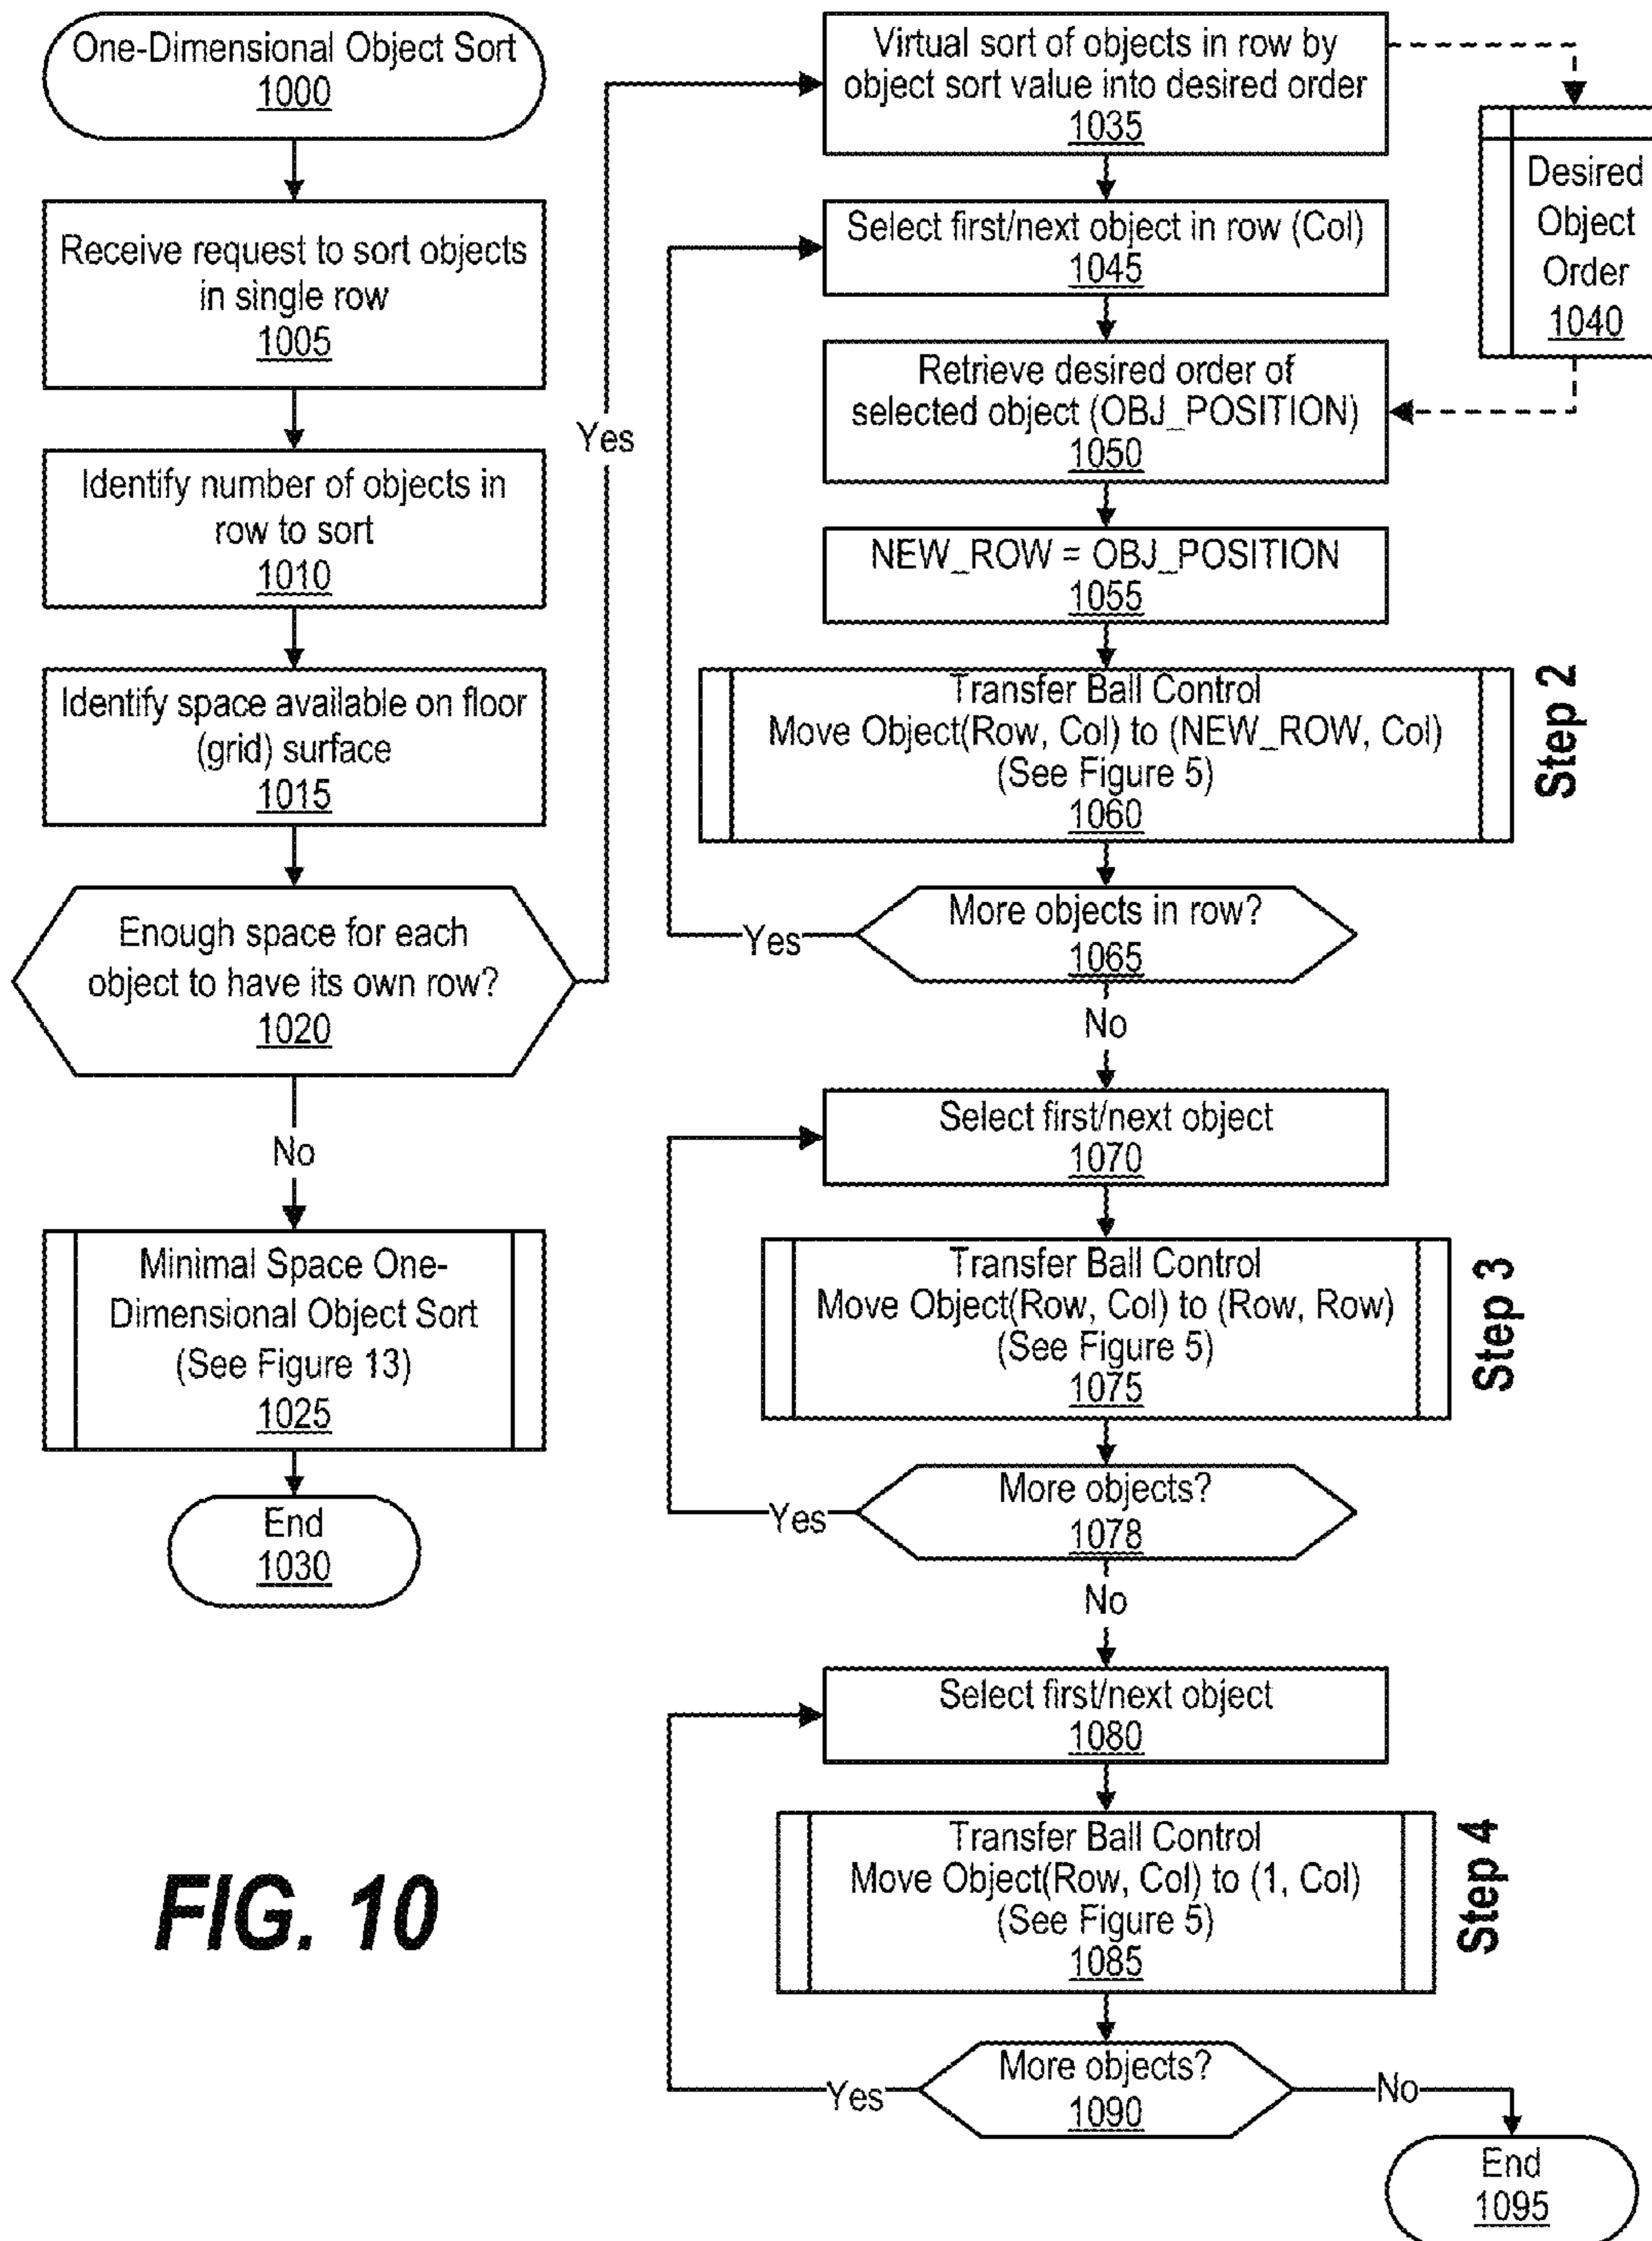 One-Dimensional Object Sort
1000
Receive request to sort objects
in single row
1005
Identify number of objects in
row to sort
1010
Identify space available on floor
(grid) surface
1015
Enough space for each
object to have its own row?
1020
Yes
No
Minimal Space One-
Dimensional Object Sort
(See Figure 13)
1025
End
1030
Virtual sort of objects in row by
object sort value into desired order
1035
Desired
Object
Order
1040
Select first/next object in row (Col)
1045
Retrieve desired order of
selected object (OBJ_POSITION)
1050
NEW_ROW = OBJ_POSITION
1055
Transfer Ball Control
Move Object(Row, Col) to (NEW_ROW, Col)
(See Figure 5)
1060
Step 2
More objects in row?
1065
Yes
No
Select first/next object
1070
Transfer Ball Control
Move Object(Row, Col) to (Row, Row)
(See Figure 5)
1075
Step 3
More objects?
1078
Yes
No
Select first/next object
1080
Transfer Ball Control
Move Object(Row, Col) to (1, Col)
(See Figure 5)
1085
Step 4
More objects?
1090
Yes
No
End
1095
FIG. 10